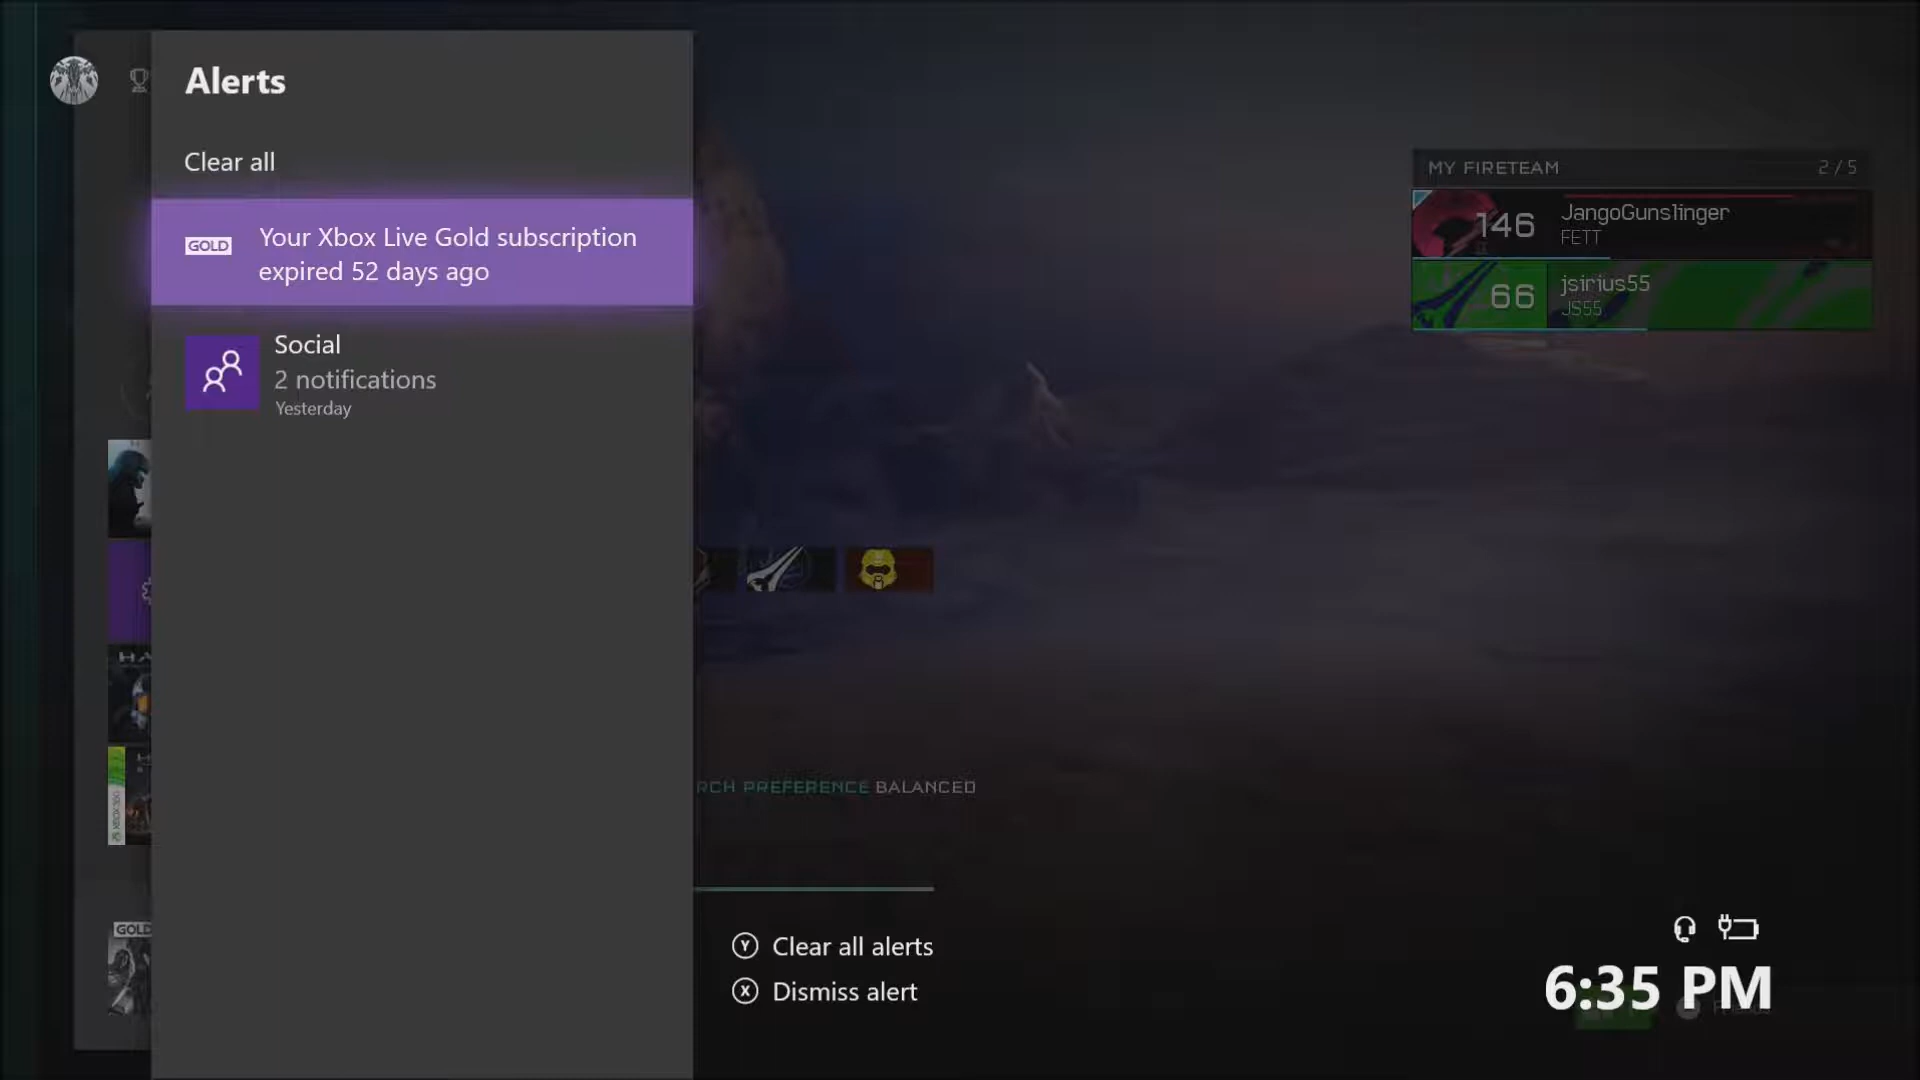 Alerts
Clear all
GOLD
Your Xbox Live Gold subscription
expired 52 days ago
Social
2 notifications
Yesterday
MY FIRETEAM 2/5
146 JangoGunslinger
FETT
66 jsirius55
JS55
RCH PREFERENCE BALANCED
GOLD
Y Clear all alerts
X Dismiss alert
6:35 PM